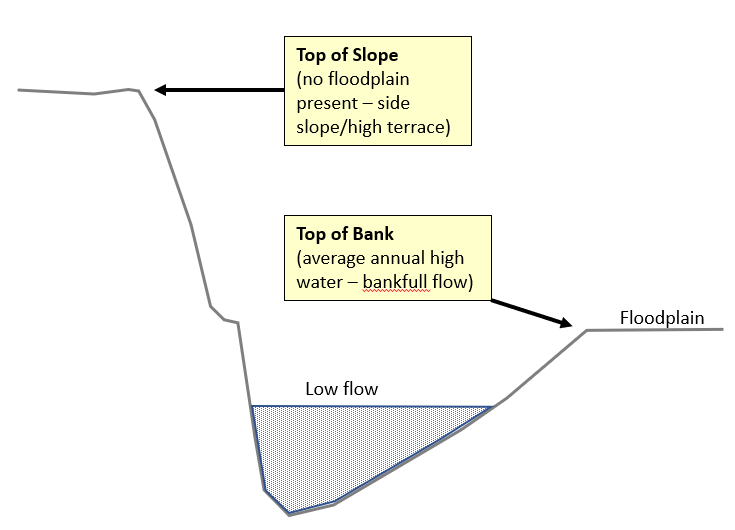 Top of Slope
(no floodplain
present – side
slope/high terrace)
Top of Bank
(average annual high
water – bankfull flow)
Floodplain
Low flow